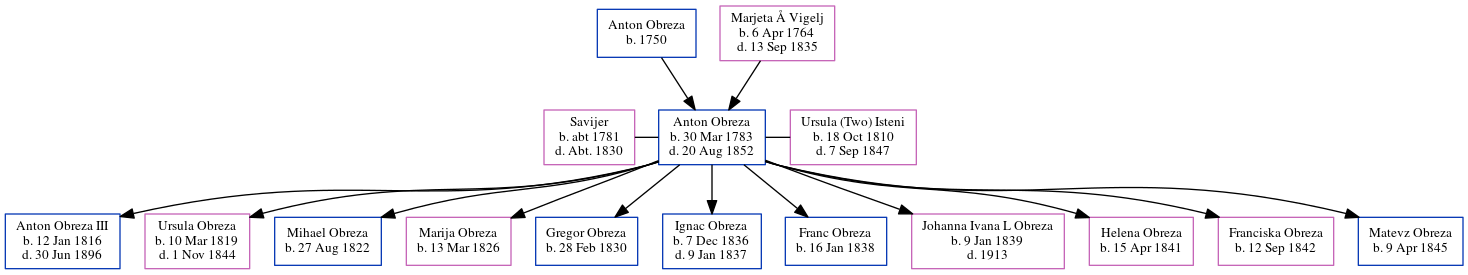 Anton Obreza
b. 1750
Marjeta Å Vigelj
b. 6 Apr 1764
d. 13 Sep 1835
Savijer
b. abt 1781
d. Abt. 1830
Anton Obreza
b. 30 Mar 1783
d. 20 Aug 1852
Ursula (Two) Isteni
b. 18 Oct 1810
d. 7 Sep 1847
Anton Obreza III
b. 12 Jan 1816
d. 30 Jun 1896
Ursula Obreza
b. 10 Mar 1819
d. 1 Nov 1844
Mihael Obreza
b. 27 Aug 1822
Marija Obreza
b. 13 Mar 1826
Gregor Obreza
b. 28 Feb 1830
Ignac Obreza
b. 7 Dec 1836
d. 9 Jan 1837
Franc Obreza
b. 16 Jan 1838
Johanna Ivana L Obreza
b. 9 Jan 1839
d. 1913
Helena Obreza
b. 15 Apr 1841
Franciska Obreza
b. 12 Sep 1842
Matevz Obreza
b. 9 Apr 1845